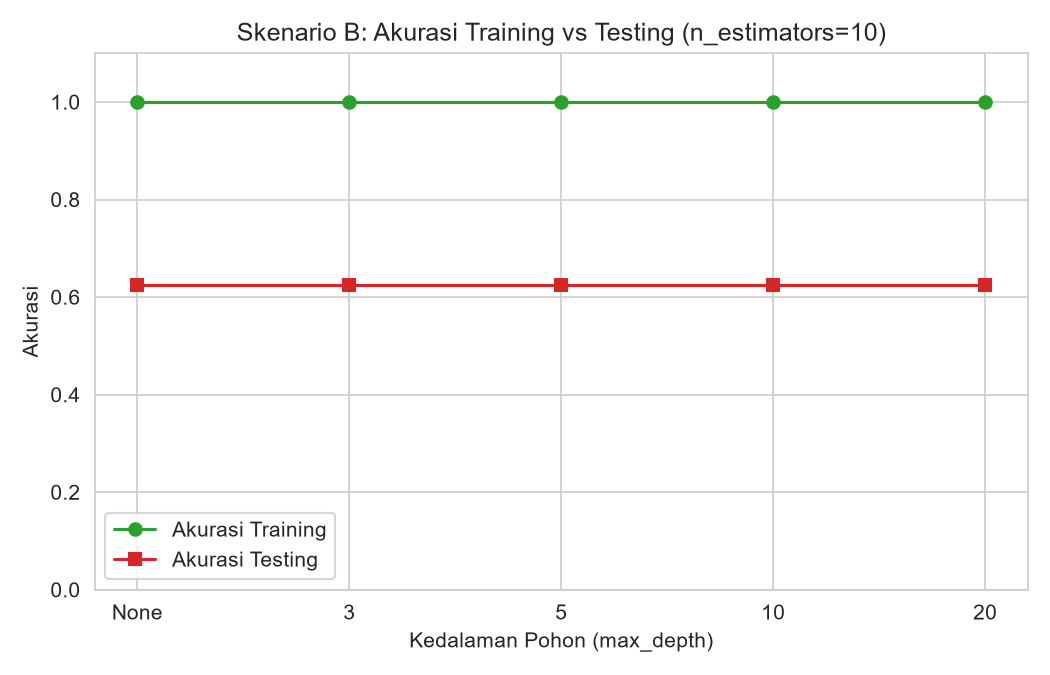 Skenario B: Akurasi Training vs Testing (n_estimators=10)
Akurasi
1.0
0.8
0.6
0.4
0.2
0.0
Akurasi Training
Akurasi Testing
None 3 5 10 20
Kedalaman Pohon (max_depth)